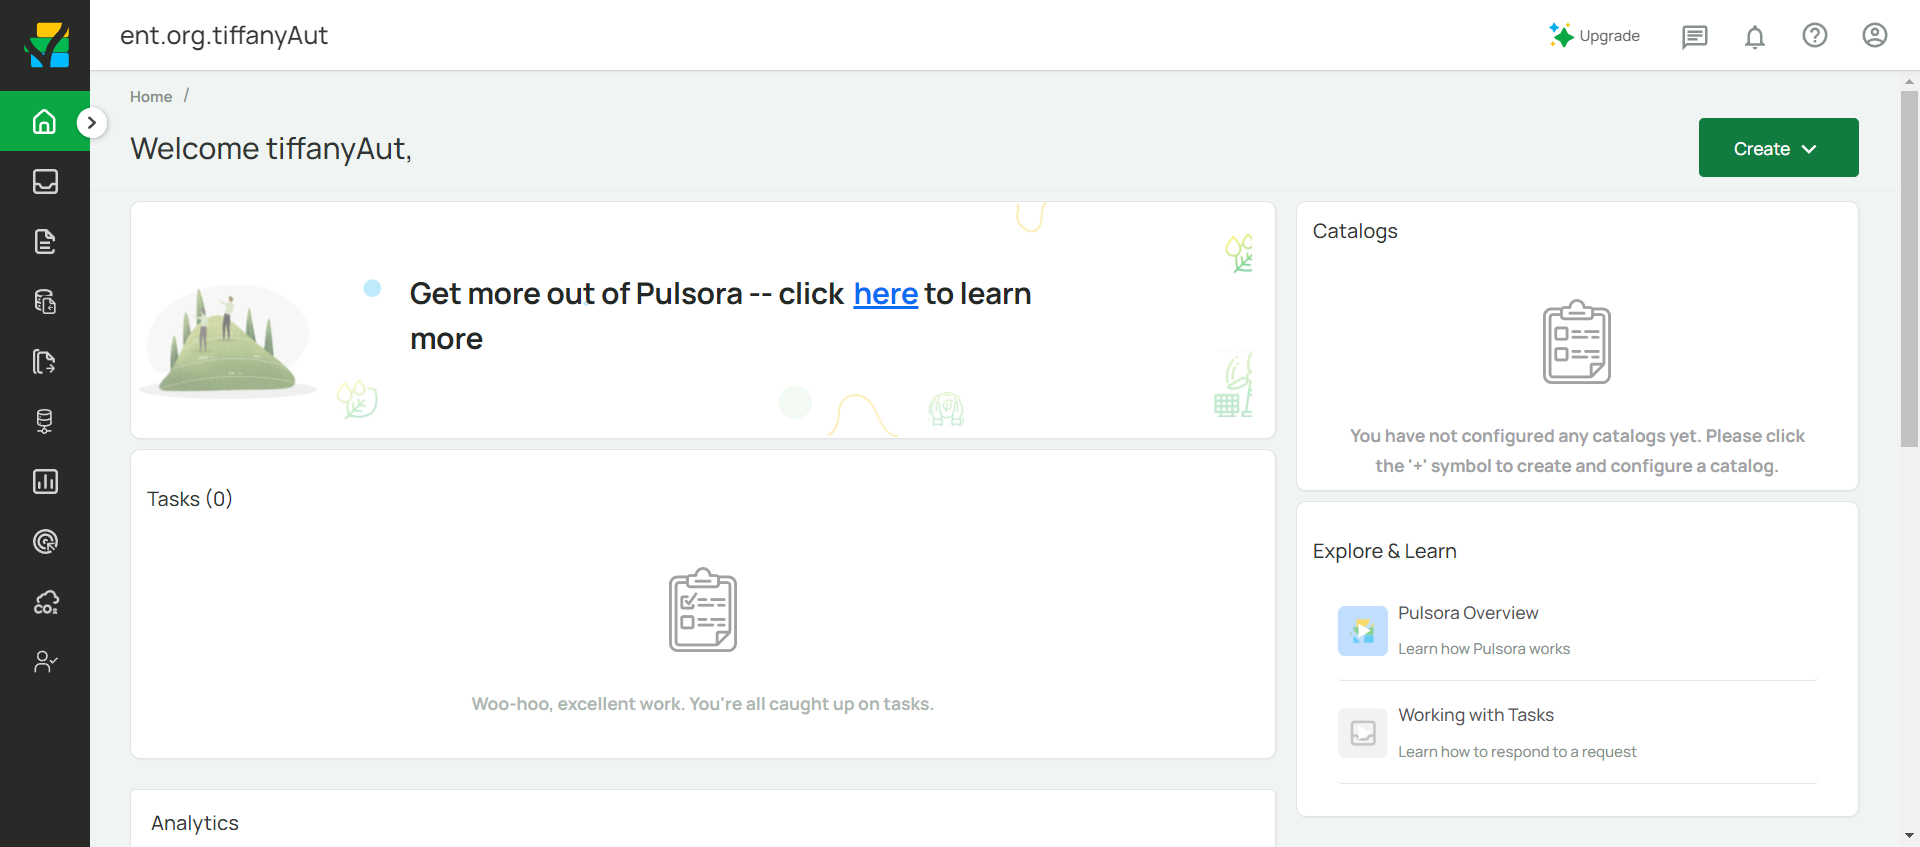 ent.org.tiffanyAut
Upgrade
Home /
Welcome tiffanyAut,
Create
Get more out of Pulsora -- click here to learn
more
Catalogs
You have not configured any catalogs yet. Please click
the '+' symbol to create and configure a catalog.
Tasks (0)
Woo-hoo, excellent work. You're all caught up on tasks.
Explore & Learn
Pulsora Overview
Learn how Pulsora works
Working with Tasks
Learn how to respond to a request
Analytics
CO₂